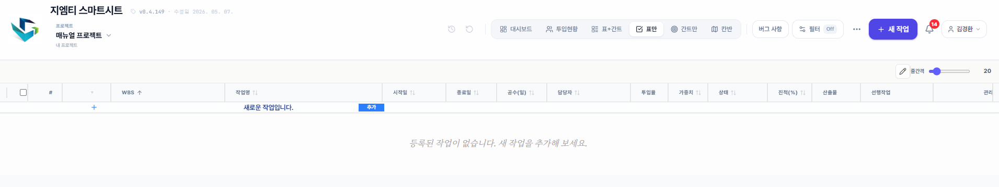 지엠티 스마트시트 v0.4.149 · 수정일 2026. 05. 07.
프로젝트
매뉴얼 프로젝트
내 프로젝트
대시보드 투입현황 표+간트 표만 간트만 칸반 버그 사항 필터 Off ••• + 새 작업 14 김경환
줄간격 20
# WBS ↑ 작업명 시작일 종료일 공수(일) 담당자 투입율 가중치 상태 진척(%) 산출물 선행작업 관리
+ 새로운 작업입니다. 추가
등록된 작업이 없습니다. 새 작업을 추가해 보세요.